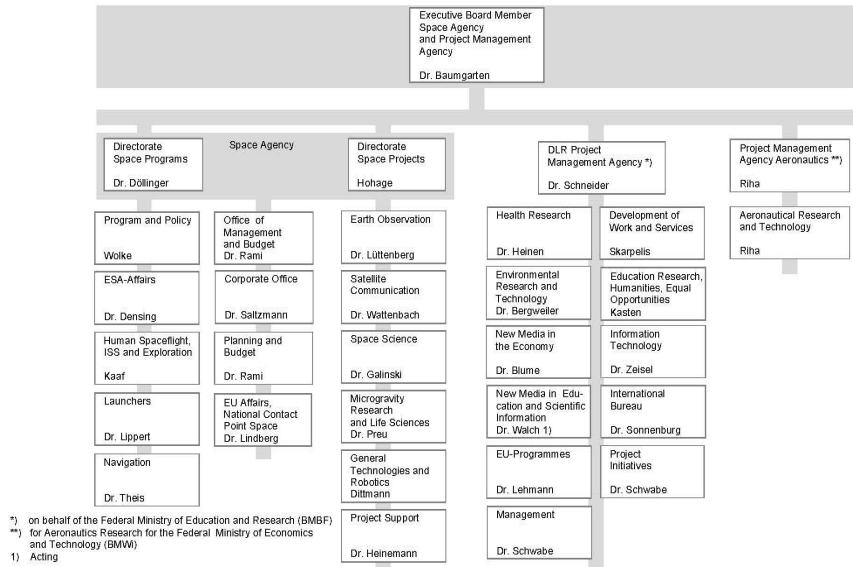 Executive Board Member
Space Agency
and Project Management
Agency
Dr. Baumgarten
Directorate
Space Programs
Dr. Döllinger
Space Agency
Directorate
Space Projects
Hohage
DLR Project
Management Agency *)
Dr. Schneider
Project Management
Agency Aeronautics **)
Riha
Program and Policy
Wolke
ESA-Affairs
Dr. Densing
Human Spaceflight,
ISS and Exploration
Kaaf
Launchers
Dr. Lippert
Navigation
Dr. Theis
Office of
Management
and Budget
Dr. Rami
Corporate Office
Dr. Saltzmann
Planning and
Budget
Dr. Rami
EU Affairs,
National Contact
Point Space
Dr. Lindberg
Earth Observation
Dr. Lüttenberg
Satellite
Communication
Dr. Wattenbach
Space Science
Dr. Galinski
Microgravity
Research
and Life Sciences
Dr. Preu
General
Technologies and
Robotics
Dittmann
Project Support
Dr. Heinemann
Health Research
Dr. Heinen
Environmental
Research and
Technology
Dr. Bergweiler
New Media in
the Economy
Dr. Blume
New Media in Edu-
cation and Scientific
Information
Dr. Walch 1)
EU-Programmes
Dr. Lehmann
Management
Dr. Schwabe
Development of
Work and Services
Skarpelis
Education Research,
Humanities, Equal
Opportunities
Kasten
Information
Technology
Dr. Zeisel
International
Bureau
Dr. Sonnenburg
Project
Initiatives
Dr. Schwabe
Aeronautical Research
and Technology
Riha
*) on behalf of the Federal Ministry of Education and Research (BMBF)
**) for Aeronautics Research for the Federal Ministry of Economics
and Technology (BMWi)
1) Acting